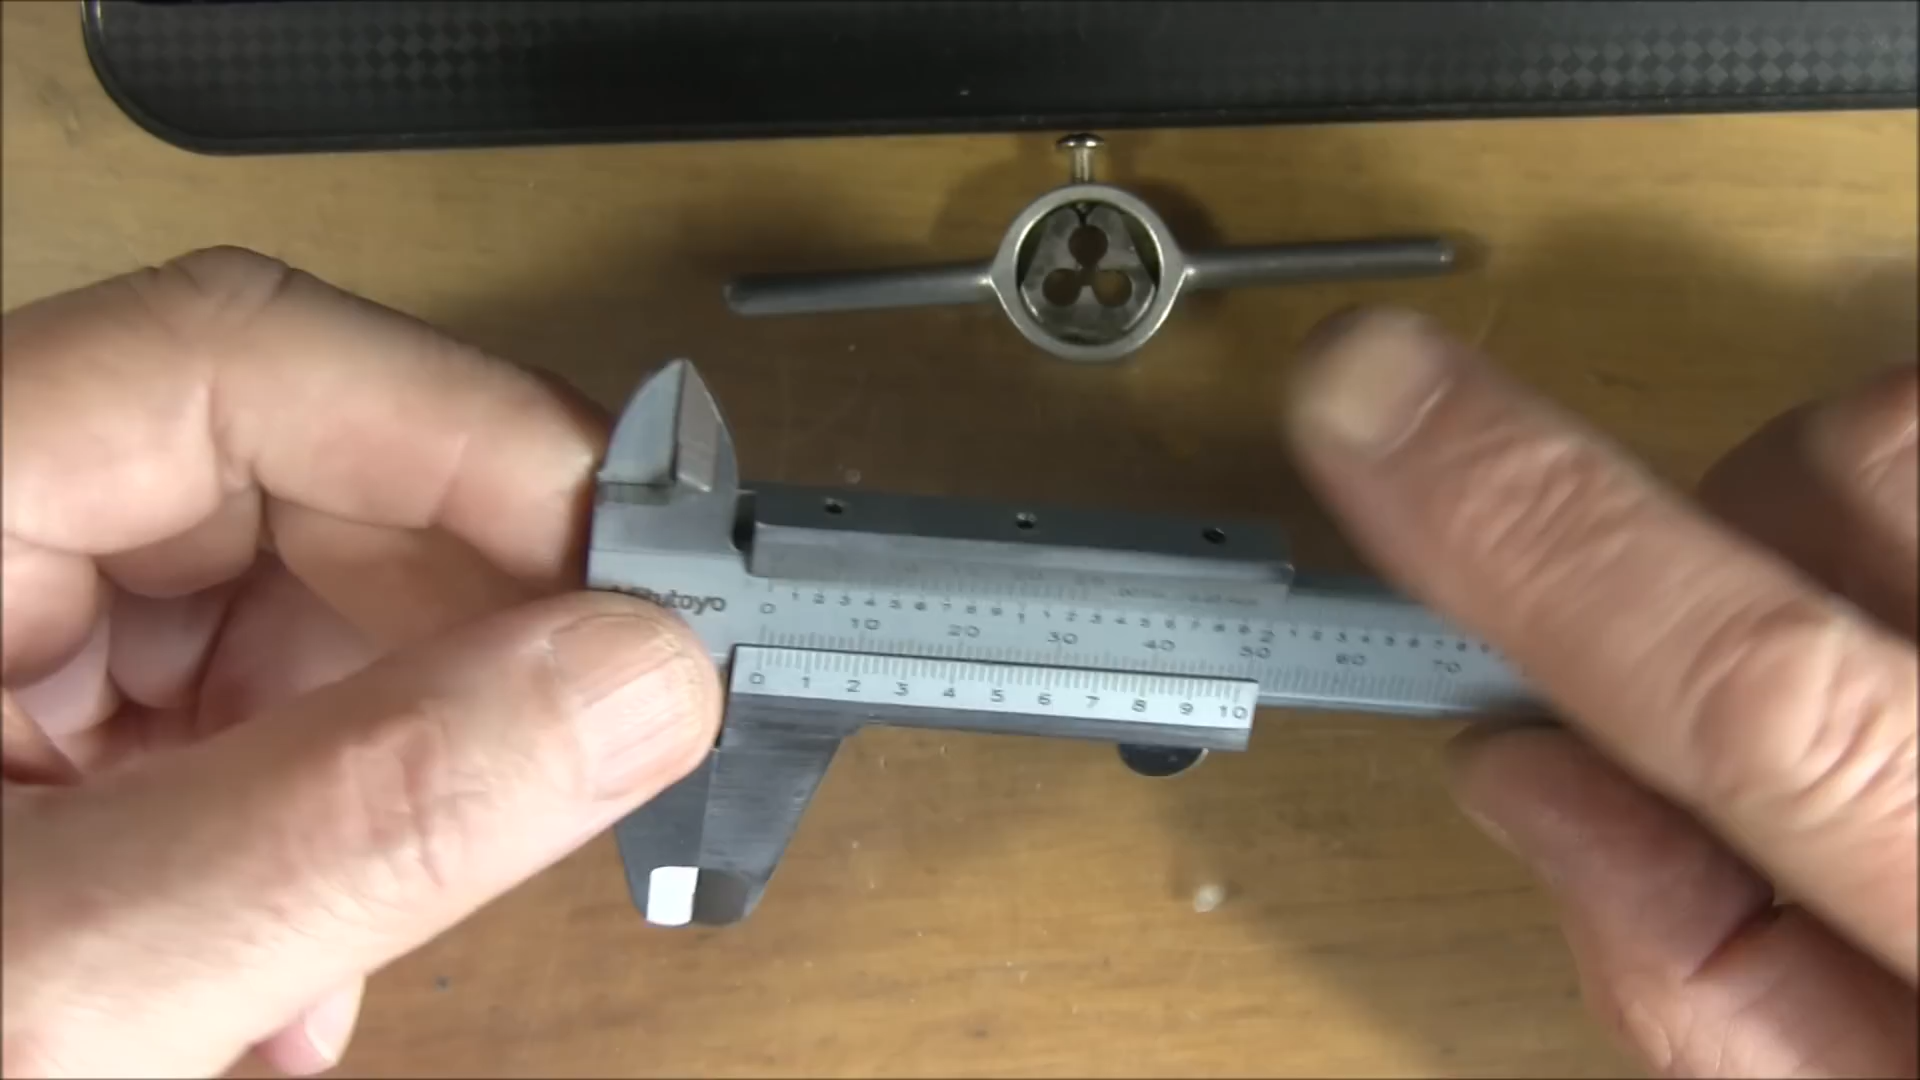 Mitutoyo
0 1 2 3 4 5 6 7 8 9 1 1 2 3 4 5 6 7 8 9 2 1 2 3 4 5 6 7 8
10 20 30 40 50 60 70
0 1 2 3 4 5 6 7 8 9 10